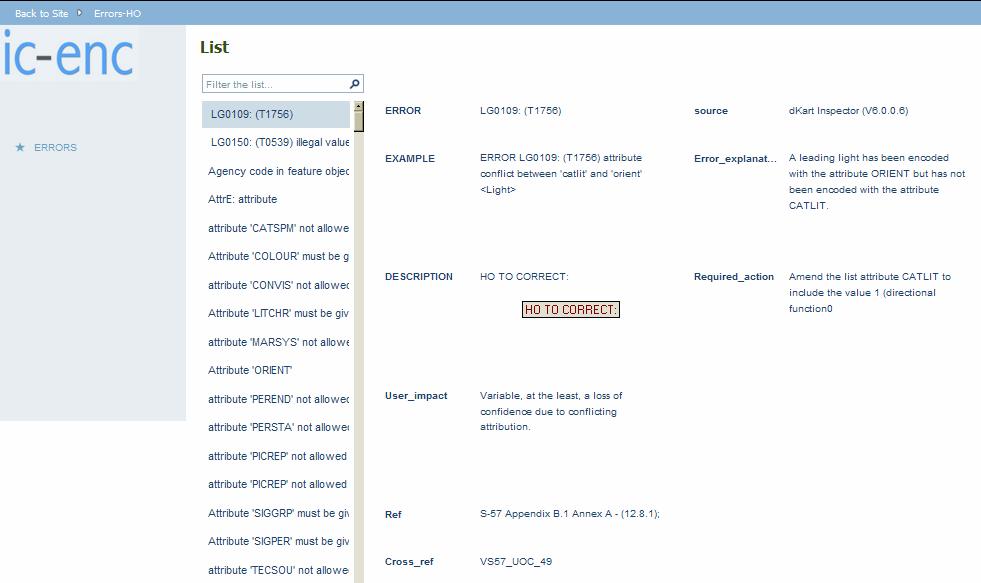 Back to Site Errors-HO
ic-enc
ERRORS
List
Filter the list...
LG0109: (T1756)
LG0150: (T0539) illegal value
Agency code in feature objec
AttrE: attribute
attribute 'CATSPM' not allowe
Attribute 'COLOUR' must be g
attribute 'CONVIS' not allowed
Attribute 'LITCHR' must be giv
attribute 'MARSYS' not allowe
Attribute 'ORIENT'
attribute 'PEREND' not allowed
attribute 'PERSTA' not allowed
attribute 'PICREP' not allowed
attribute 'PICREP' not allowed
Attribute 'SIGGRP' must be giv
Attribute 'SIGPER' must be giv
attribute 'TECSOU' not allowe
ERROR
LG0109: (T1756)
source
dKart Inspector (V6.0.0.6)
EXAMPLE
ERROR LG0109: (T1756) attribute
conflict between 'catlit' and 'orient'
<Light>
Error_explanat...
A leading light has been encoded
with the attribute ORIENT but has not
been encoded with the attribute
CATLIT.
DESCRIPTION
HO TO CORRECT:
HO TO CORRECT:
Required_action
Amend the list attribute CATLIT to
include the value 1 (directional
function0
User_impact
Variable, at the least, a loss of
confidence due to conflicting
attribution.
Ref
S-57 Appendix B.1 Annex A - (12.8.1);
Cross_ref
VS57_UOC_49